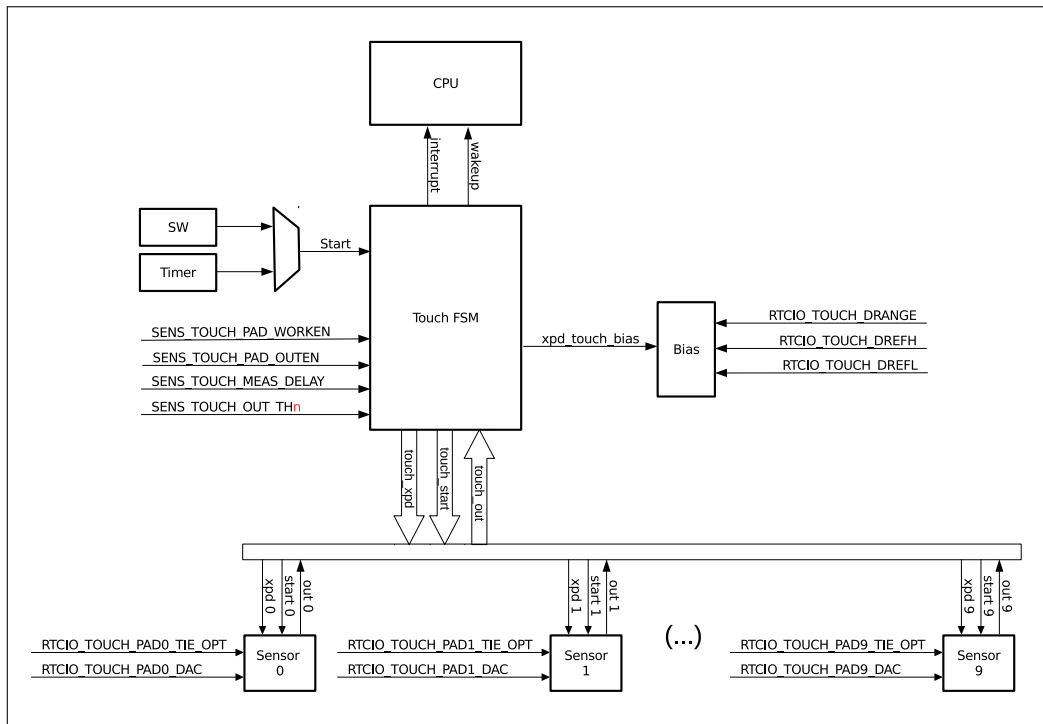 CPU
interrupt
wakeup
SW
Timer
Start
Touch FSM
SENS_TOUCH_PAD_WORKEN
SENS_TOUCH_PAD_OUTEN
SENS_TOUCH_MEAS_DELAY
SENS_TOUCH_OUT_THn
xpd_touch_bias
Bias
RTCIO_TOUCH_DRANGE
RTCIO_TOUCH_DREFH
RTCIO_TOUCH_DREFL
touch_xpd
touch_start
touch_out
xpd 0
start 0
out 0
xpd 1
start 1
out 1
xpd 9
start 9
out 9
RTCIO_TOUCH_PAD0_TIE_OPT
RTCIO_TOUCH_PAD0_DAC
Sensor
0
RTCIO_TOUCH_PAD1_TIE_OPT
RTCIO_TOUCH_PAD1_DAC
Sensor
1
(...)
RTCIO_TOUCH_PAD9_TIE_OPT
RTCIO_TOUCH_PAD9_DAC
Sensor
9